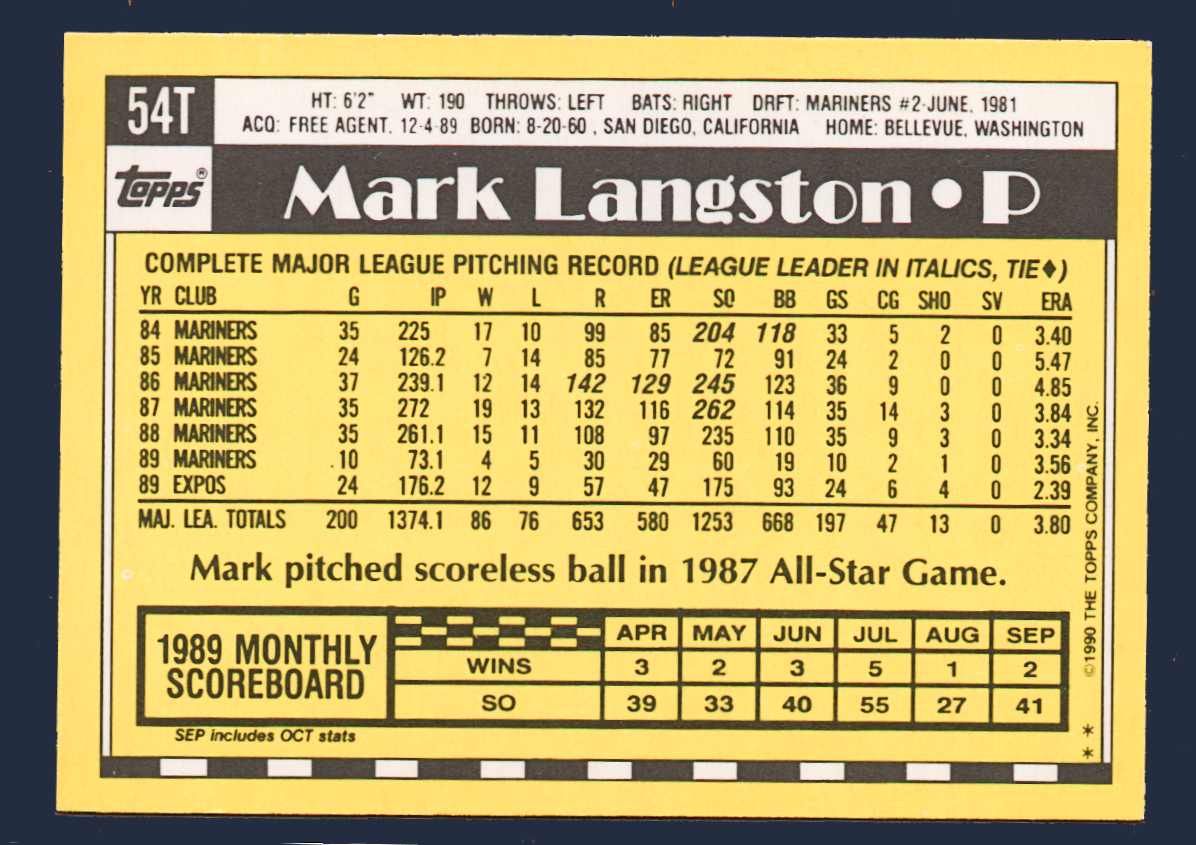 54T
HT: 6'2" WT: 190 THROWS: LEFT BATS: RIGHT DRFT: MARINERS #2-JUNE, 1981
ACQ: FREE AGENT, 12-4-89 BORN: 8-20-60, SAN DIEGO, CALIFORNIA HOME: BELLEVUE, WASHINGTON
topps®
Mark Langston • P
COMPLETE MAJOR LEAGUE PITCHING RECORD (LEAGUE LEADER IN ITALICS, TIE♦)
YR CLUB G IP W L R ER SO BB GS CG SHO SV ERA
84 MARINERS 35 225 17 10 99 85 204 118 33 5 2 0 3.40
85 MARINERS 24 126.2 7 14 85 77 72 91 24 2 0 0 5.47
86 MARINERS 37 239.1 12 14 142 129 245 123 36 9 0 0 4.85
87 MARINERS 35 272 19 13 132 116 262 114 35 14 3 0 3.84
88 MARINERS 35 261.1 15 11 108 97 235 110 35 9 3 0 3.34
89 MARINERS 10 73.1 4 5 30 29 60 19 10 2 1 0 3.56
89 EXPOS 24 176.2 12 9 57 47 175 93 24 6 4 0 2.39
MAJ. LEA. TOTALS 200 1374.1 86 76 653 580 1253 668 197 47 13 0 3.80
Mark pitched scoreless ball in 1987 All-Star Game.
1989 MONTHLY
SCOREBOARD
APR MAY JUN JUL AUG SEP
WINS 3 2 3 5 1 2
SO 39 33 40 55 27 41
SEP includes OCT stats
©1990 THE TOPPS COMPANY, INC.
**